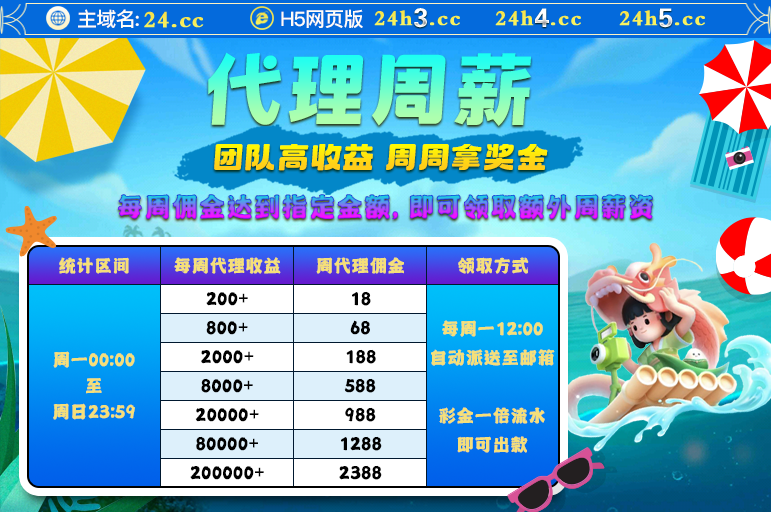 主域名: 24.cc H5网页版 24h3.cc 24h4.cc 24h5.cc
代理周薪
团队高收益 周周拿奖金
每周佣金达到指定金额, 即可领取额外周薪资
统计区间 每周代理收益 周代理佣金 领取方式
周一00:00
至
周日23:59
200+ 18
800+ 68
2000+ 188
8000+ 588
20000+ 988
80000+ 1288
200000+ 2388
每周一12:00
自动派送至邮箱
彩金一倍流水
即可出款